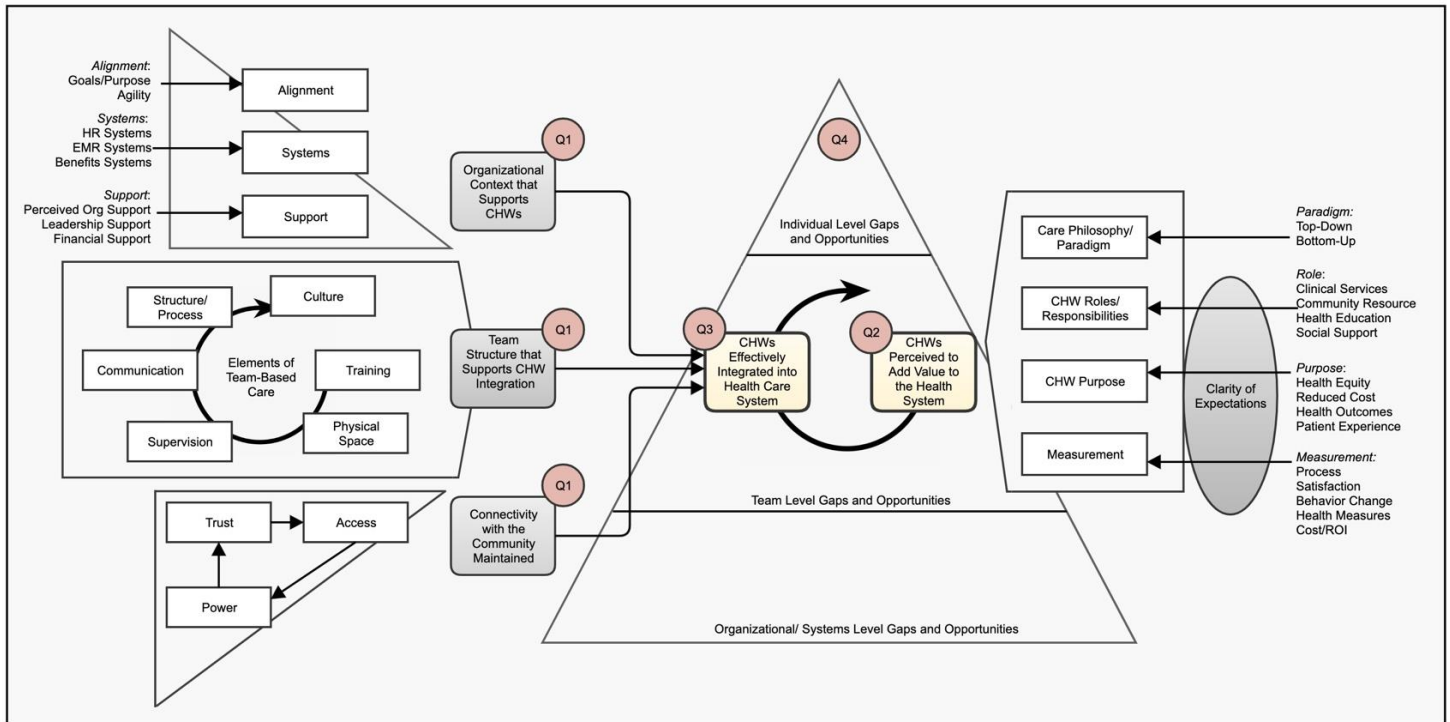 Alignment:
Goals/Purpose
Agility
Systems:
HR Systems
EMR Systems
Benefits Systems
Support:
Perceived Org Support
Leadership Support
Financial Support
Alignment
Systems
Support
Structure/
Process
Culture
Communication
Elements of
Team-Based
Care
Training
Supervision
Physical
Space
Trust
Access
Power
Q1
Organizational
Context that
Supports
CHWs
Q1
Team
Structure that
Supports CHW
Integration
Q1
Connectivity
with the
Community
Maintained
Q4
Individual Level Gaps
and Opportunities
Q3
CHWs
Effectively
Integrated into
Health Care
System
Q2
CHWs
Perceived to
Add Value to
the Health
System
Team Level Gaps and Opportunities
Organizational/ Systems Level Gaps and Opportunities
Care Philosophy/
Paradigm
CHW Roles/
Responsibilities
CHW Purpose
Measurement
Clarity of
Expectations
Paradigm:
Top-Down
Bottom-Up
Role:
Clinical Services
Community Resource
Health Education
Social Support
Purpose:
Health Equity
Reduced Cost
Health Outcomes
Patient Experience
Measurement:
Process
Satisfaction
Behavior Change
Health Measures
Cost/ROI